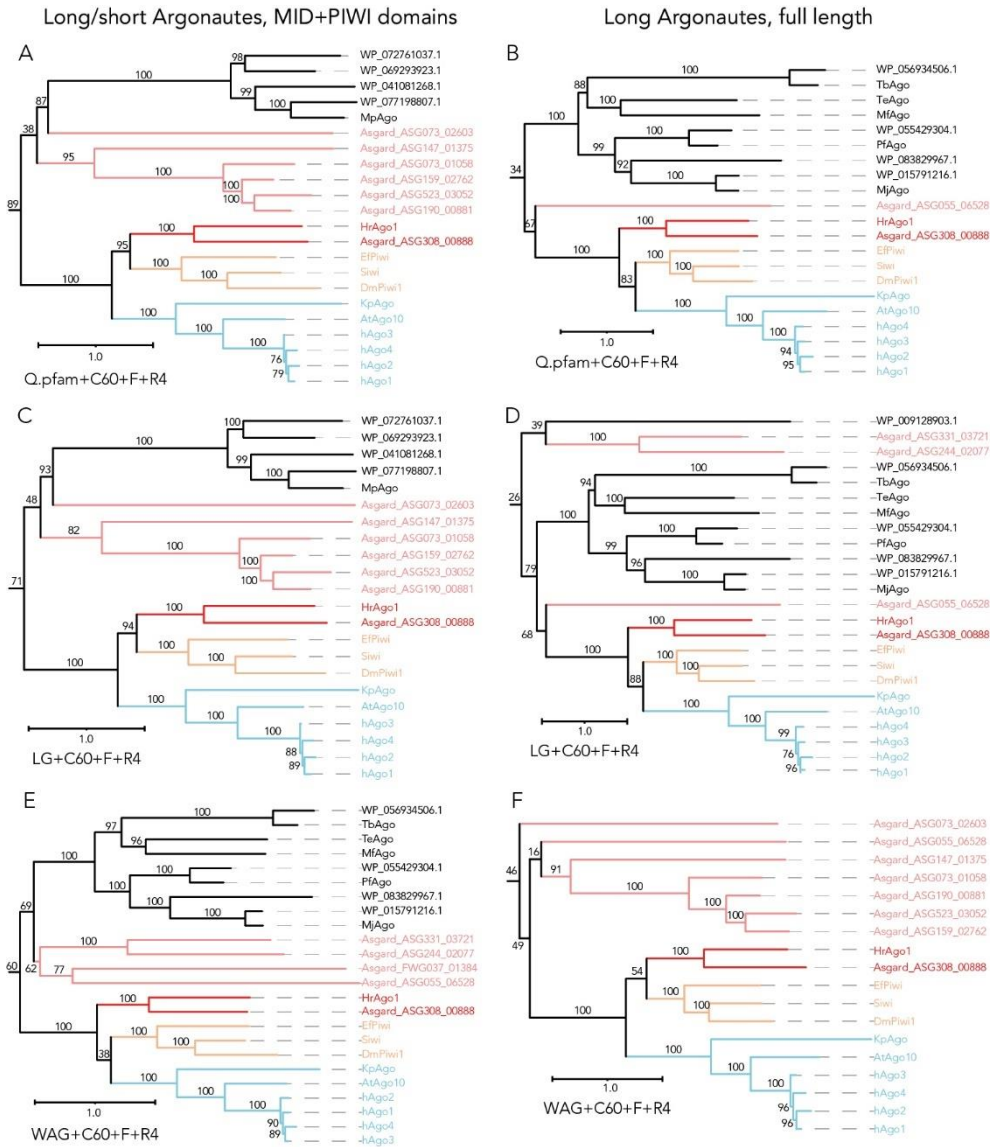 Long/short Argonautes, MID+PIWI domains
Long Argonautes, full length
A
98
WP_072761037.1
WP_069293923.1
100
WP_041081268.1
99
WP_077198807.1
100
MpAgo
87
38
Asgard_ASG073_02603
Asgard_ASG147_01375
95
Asgard_ASG073_01058
100
Asgard_ASG159_02762
100
Asgard_ASG523_03052
100
Asgard_ASG190_00881
89
100
HrAgo1
95
Asgard_ASG308_00888
100
EfPiwi
100
Siwi
100
DmPiwi1
KpAgo
100
AtAgo10
100
hAgo3
100
hAgo4
76
hAgo2
79
hAgo1
1.0
Q.pfam+C60+F+R4
B
100
WP_056934506.1
TbAgo
88
TeAgo
100
MfAgo
100
WP_055429304.1
100
PfAgo
99
WP_083829967.1
92
WP_015791216.1
100
MjAgo
34
Asgard_ASG055_06528
67
100
HrAgo1
Asgard_ASG308_00888
100
EfPiwi
100
Siwi
100
DmPiwi1
83
KpAgo
100
AtAgo10
100
hAgo4
100
hAgo3
94
hAgo2
95
hAgo1
1.0
Q.pfam+C60+F+R4
C
100
WP_072761037.1
WP_069293923.1
100
WP_041081268.1
99
WP_077198807.1
100
MpAgo
93
48
Asgard_ASG073_02603
Asgard_ASG147_01375
82
Asgard_ASG073_01058
100
Asgard_ASG159_02762
100
Asgard_ASG523_03052
100
Asgard_ASG190_00881
71
100
HrAgo1
94
Asgard_ASG308_00888
100
EfPiwi
100
Siwi
100
DmPiwi1
KpAgo
100
AtAgo10
100
hAgo3
100
hAgo4
88
hAgo2
89
hAgo1
1.0
LG+C60+F+R4
D
39
WP_009128903.1
Asgard_ASG331_03721
100
Asgard_ASG244_02077
100
WP_056934506.1
TbAgo
94
TeAgo
100
MfAgo
26
100
WP_055429304.1
100
PfAgo
99
WP_083829967.1
96
WP_015791216.1
100
MjAgo
79
Asgard_ASG055_06528
68
100
HrAgo1
100
Asgard_ASG308_00888
100
EfPiwi
100
Siwi
100
DmPiwi1
88
KpAgo
100
AtAgo10
100
hAgo4
100
99
hAgo3
76
hAgo2
96
hAgo1
1.0
LG+C60+F+R4
E
100
WP_056934506.1
TbAgo
97
TeAgo
96
MfAgo
100
WP_055429304.1
100
PfAgo
100
WP_083829967.1
100
WP_015791216.1
100
MjAgo
69
Asgard_ASG331_03721
100
Asgard_ASG244_02077
62
Asgard_FWG037_01384
77
Asgard_ASG055_06528
60
100
HrAgo1
100
Asgard_ASG308_00888
100
EfPiwi
100
Siwi
DmPiwi1
38
KpAgo
100
AtAgo10
100
hAgo2
100
hAgo1
90
hAgo4
89
hAgo3
1.0
WAG+C60+F+R4
F
Asgard_ASG073_02603
16
Asgard_ASG055_06528
Asgard_ASG147_01375
46
91
Asgard_ASG073_01058
100
Asgard_ASG190_00881
100
Asgard_ASG523_03052
100
Asgard_ASG159_02762
49
100
HrAgo1
54
Asgard_ASG308_00888
100
EfPiwi
100
Siwi
100
DmPiwi1
100
KpAgo
100
AtAgo10
100
hAgo3
100
hAgo4
96
hAgo2
96
hAgo1
1.0
WAG+C60+F+R4